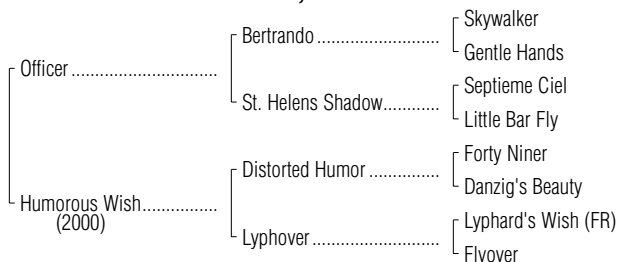 Skywalker
Bertrando ..............................
Gentle Hands
Officer ....................................
Septieme Ciel
St. Helens Shadow.............
Little Bar Fly
Forty Niner
Distorted Humor .................
Danzig's Beauty
Humorous Wish..................
(2000)
Lyphard's Wish (FR)
Lyphover ...............................
Flyover